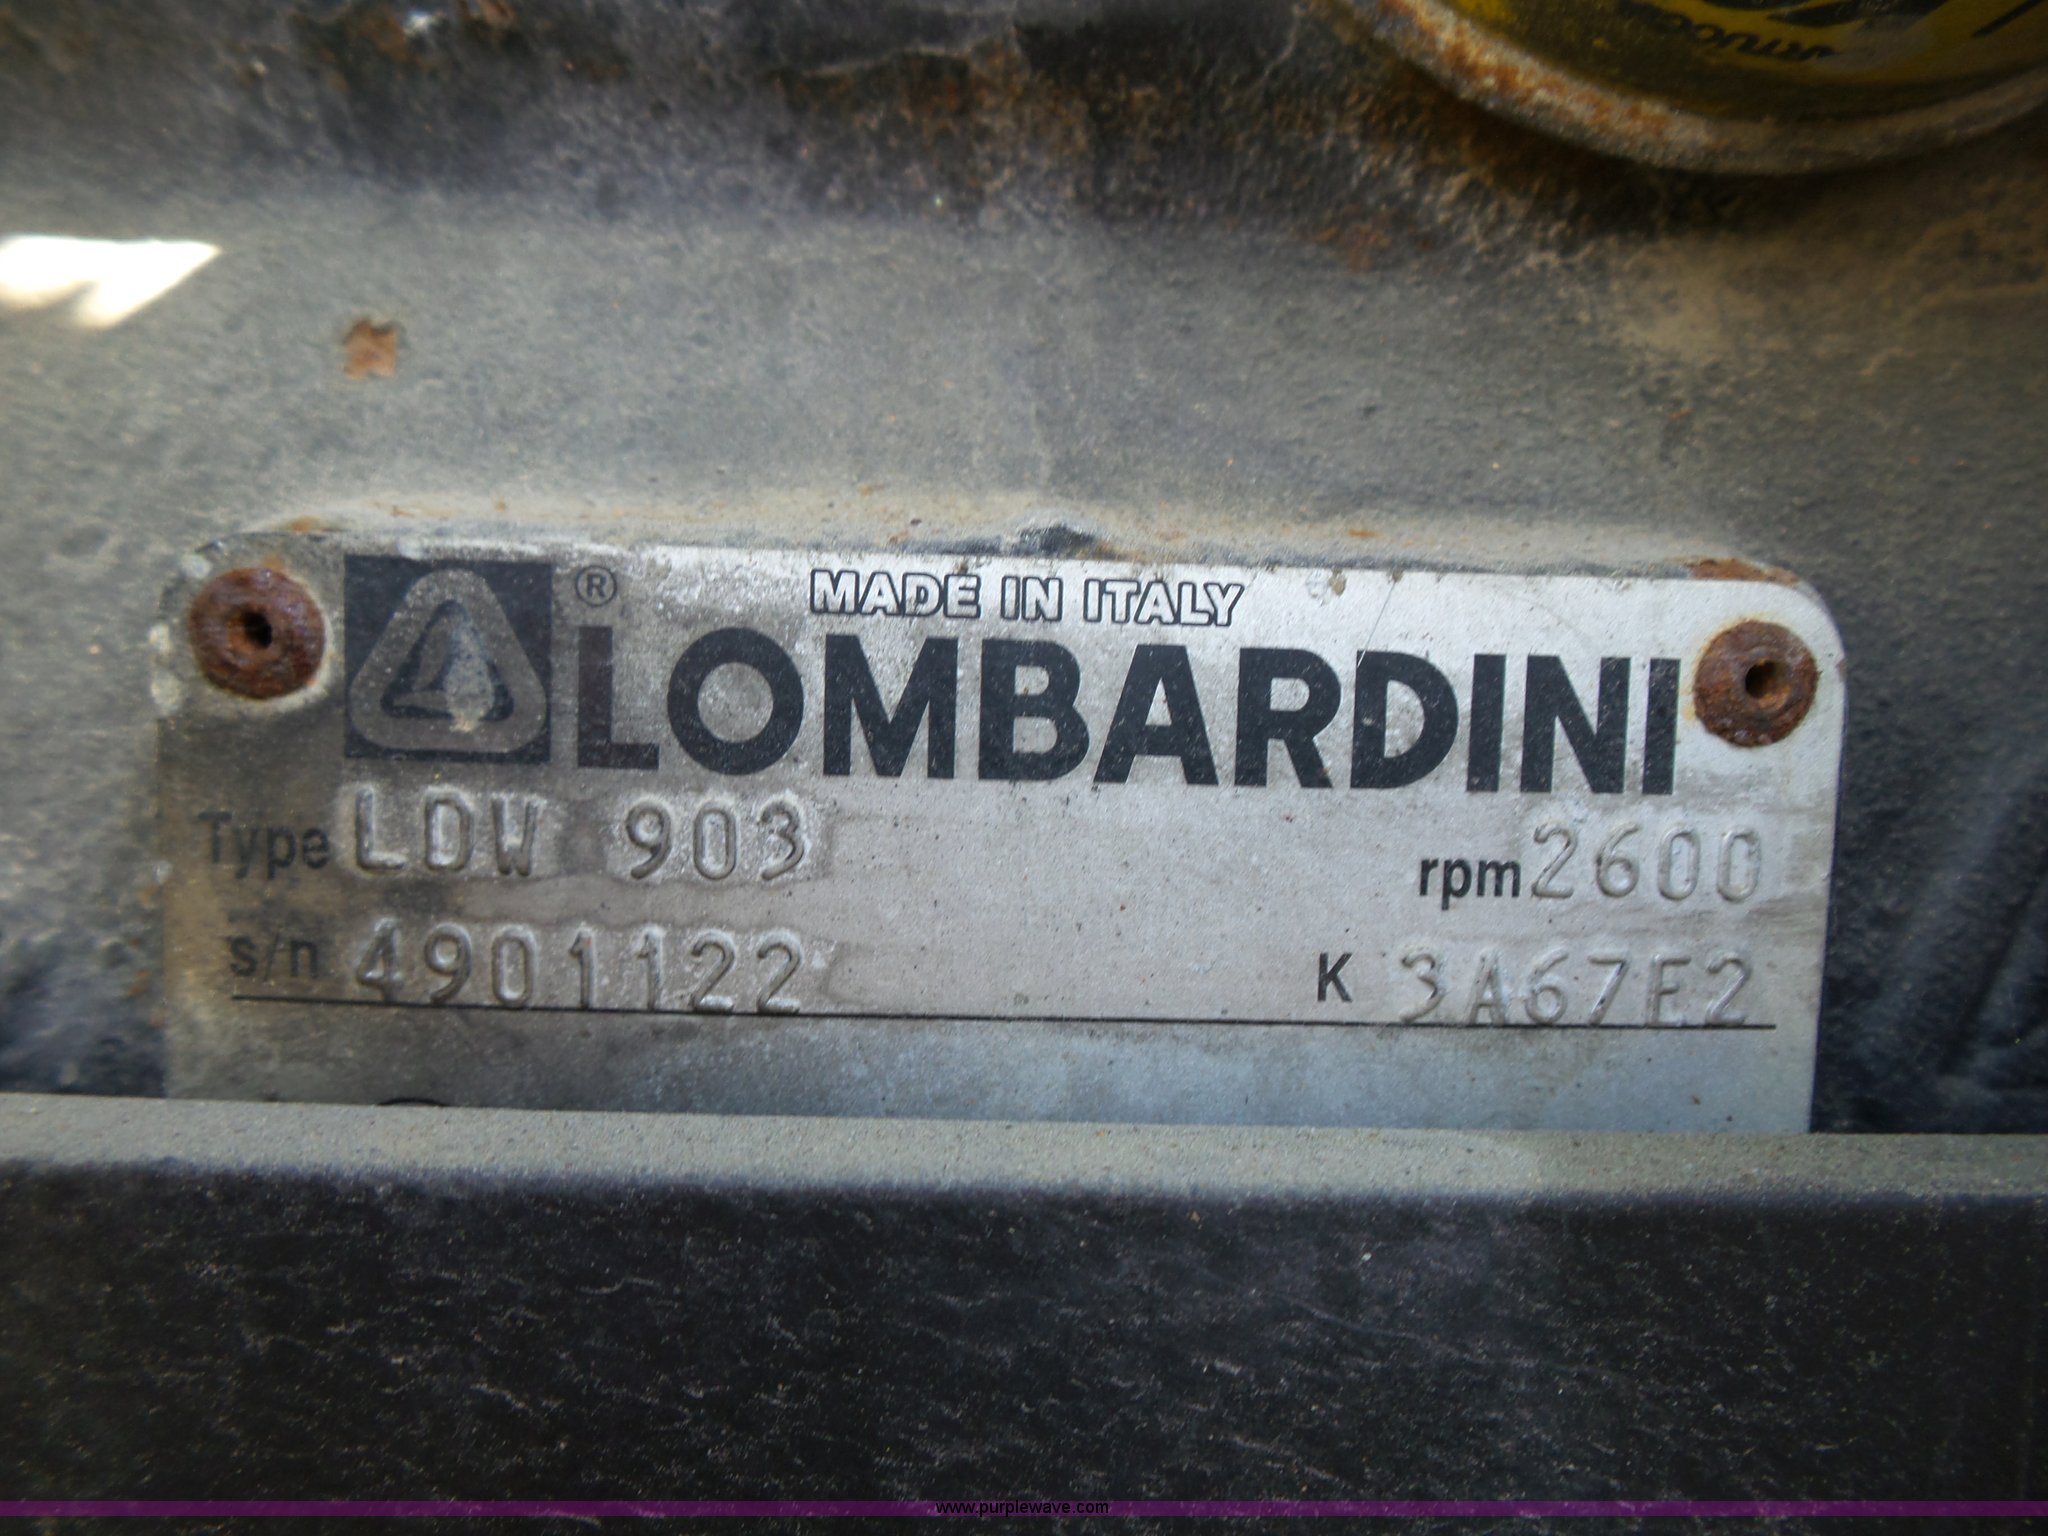 ®
MADE IN ITALY
LOMBARDINI
Type LDW 903
rpm 2600
s/n 4901122
K 3A67E2
www.purplewave.com